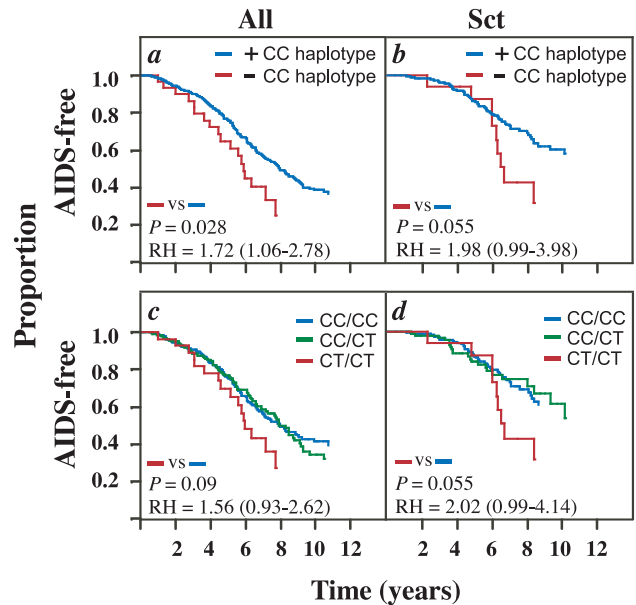 All
Sct
a
+ CC haplotype
− CC haplotype
b
+ CC haplotype
− CC haplotype
1.0
0.8
0.6
0.4
0.2
AIDS-free
vs
P = 0.028
RH = 1.72 (1.06-2.78)
vs
P = 0.055
RH = 1.98 (0.99-3.98)
Proportion
c
CC/CC
CC/CT
CT/CT
d
CC/CC
CC/CT
CT/CT
1.0
0.8
0.6
0.4
0.2
AIDS-free
vs
P = 0.09
RH = 1.56 (0.93-2.62)
vs
P = 0.055
RH = 2.02 (0.99-4.14)
2 4 6 8 10 12
2 4 6 8 10 12
Time (years)